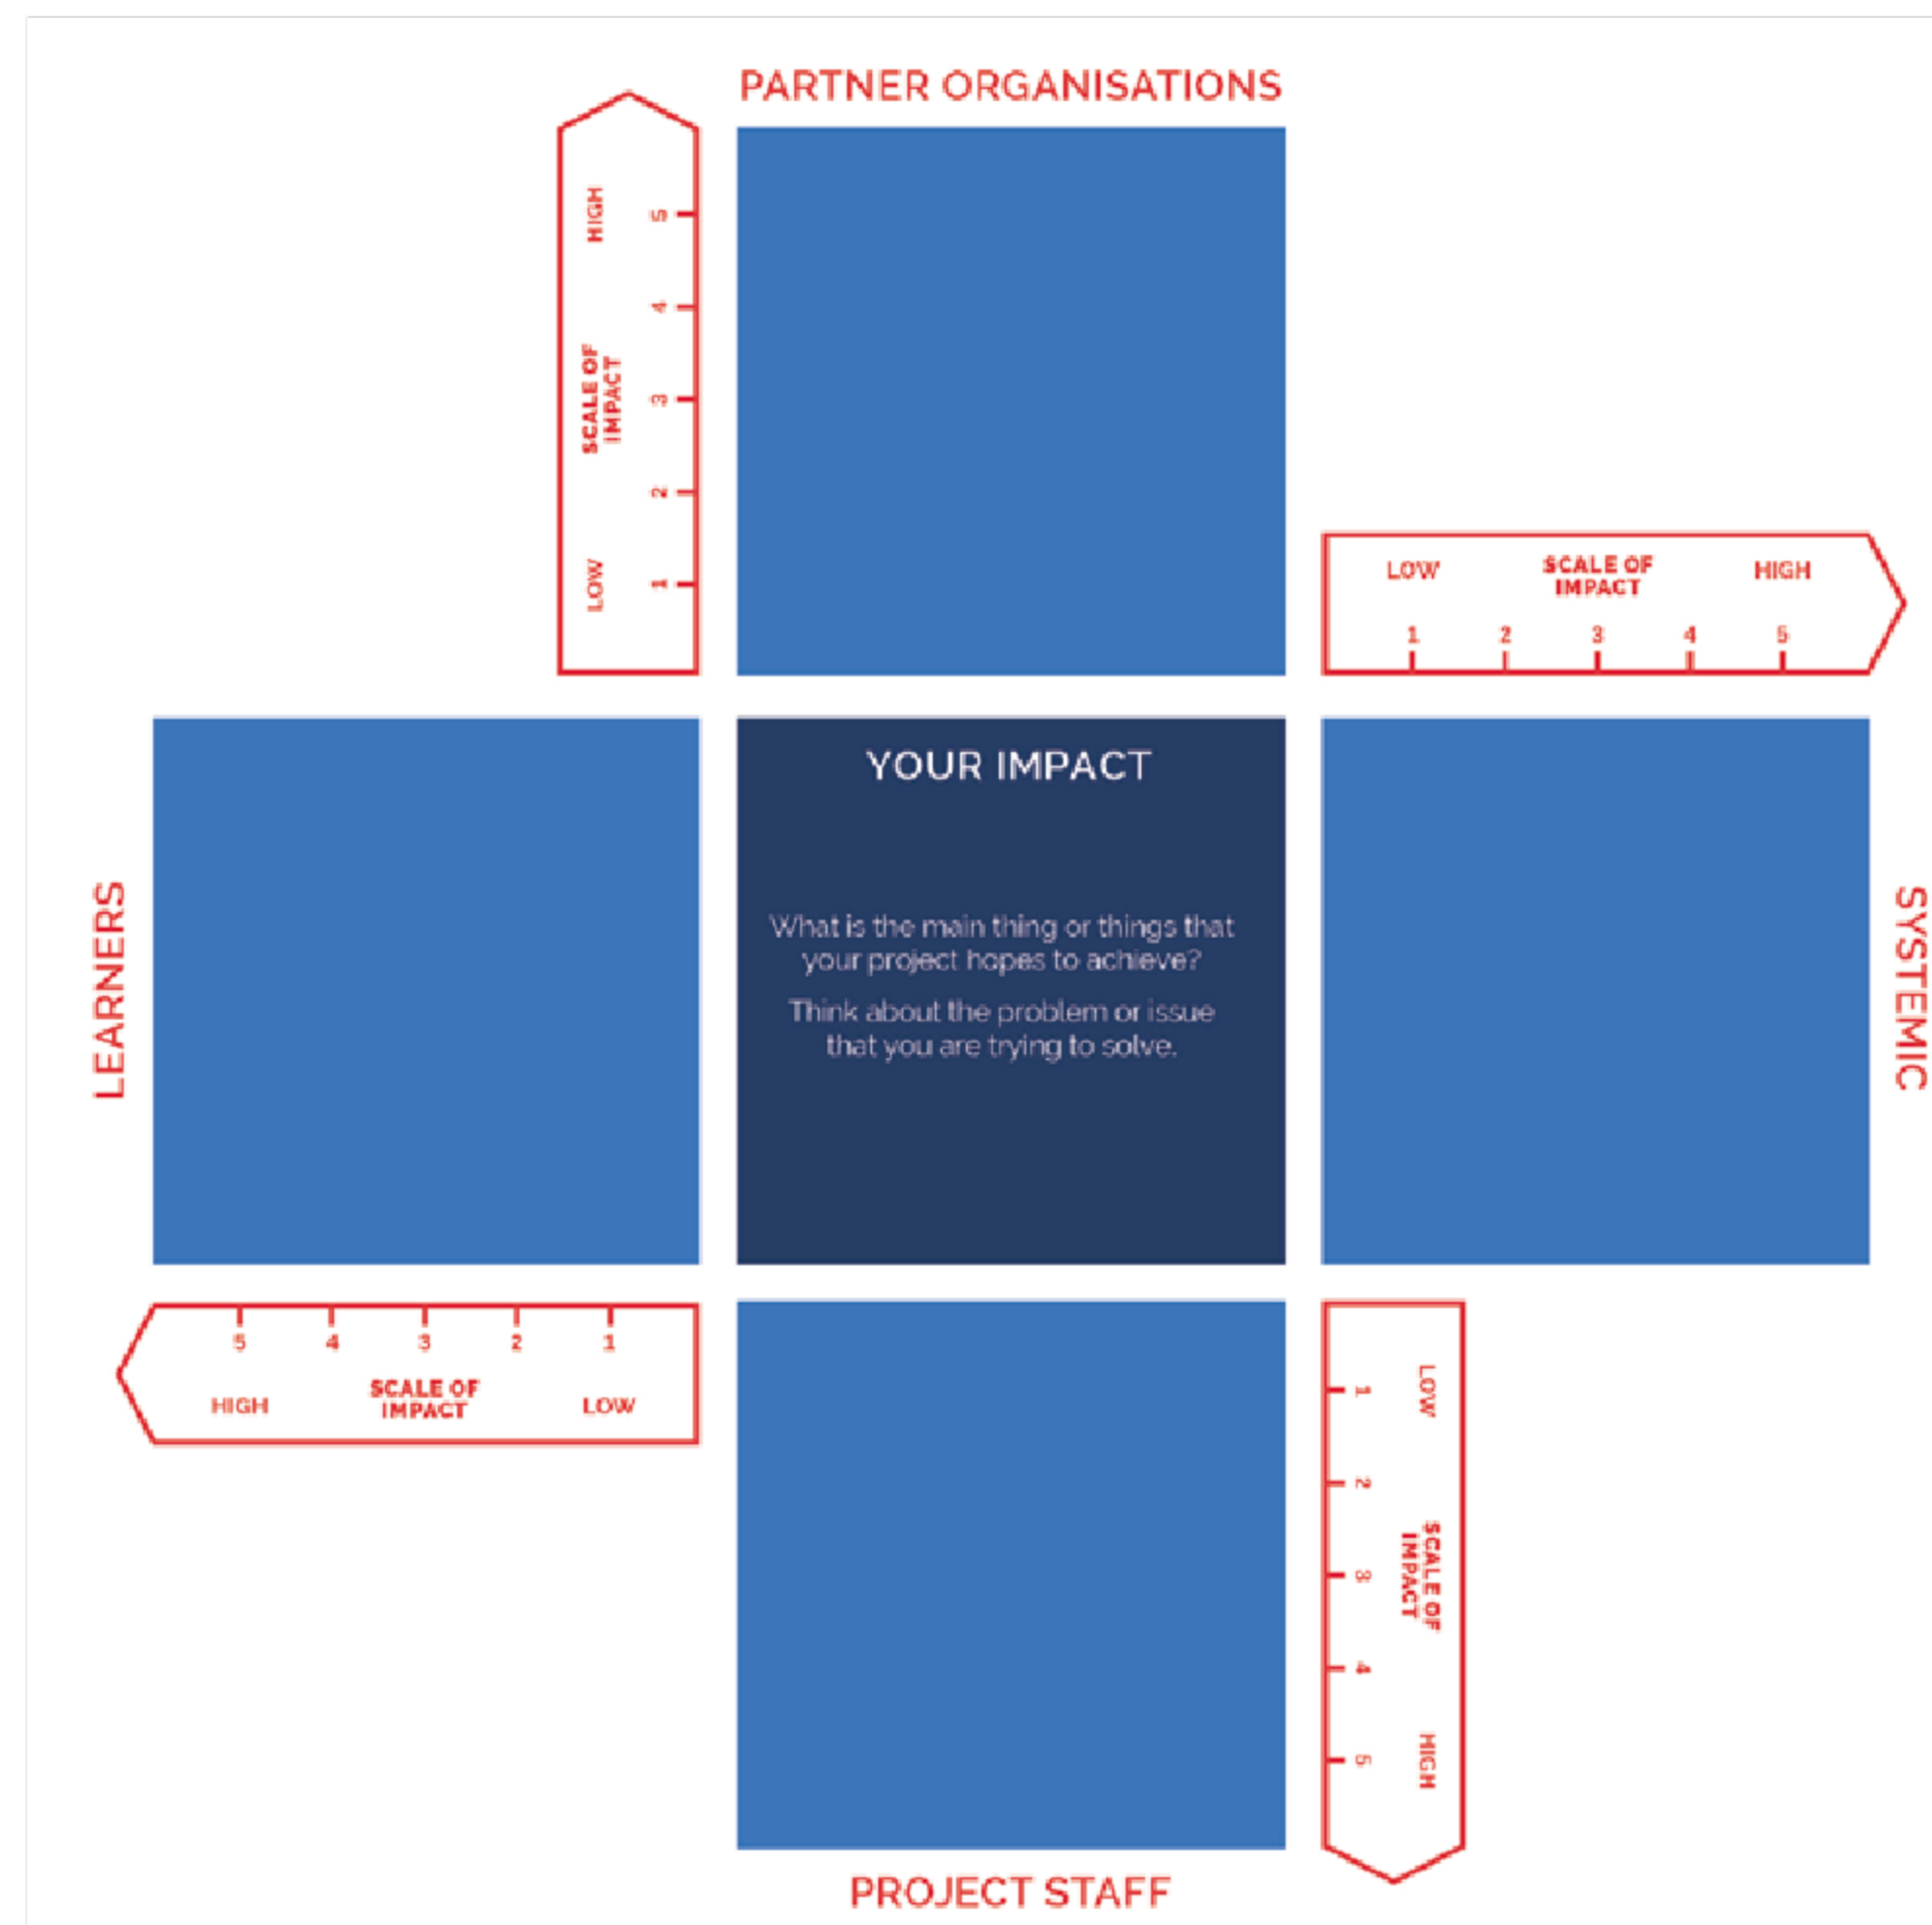 PARTNER ORGANISATIONS
HIGH
5
4
SCALE OF
IMPACT
3
2
LOW
1
LOW
SCALE OF
IMPACT
HIGH
1 2 3 4 5
LEARNERS
YOUR IMPACT
What is the main thing or things that
your project hopes to achieve?
Think about the problem or issue
that you are trying to solve.
SYSTEMIC
5 4 3 2 1
HIGH
SCALE OF
IMPACT
LOW
LOW
1
2
SCALE OF
IMPACT
3
4
HIGH
5
PROJECT STAFF